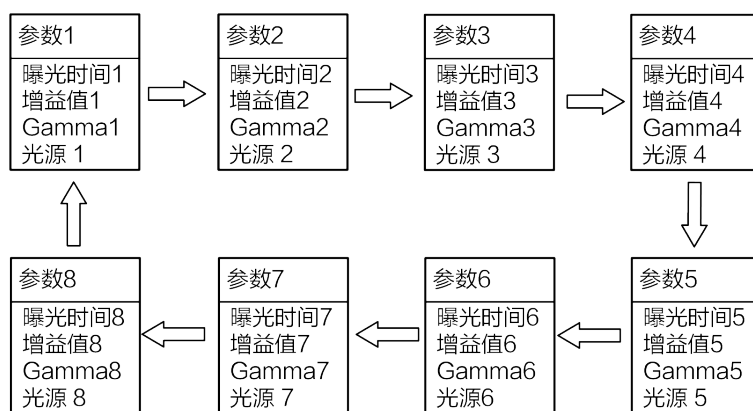 参数1
曝光时间1
增益值1
Gamma1
光源 1
参数2
曝光时间2
增益值2
Gamma2
光源 2
参数3
曝光时间3
增益值3
Gamma3
光源 3
参数4
曝光时间4
增益值4
Gamma4
光源 4
参数5
曝光时间5
增益值5
Gamma5
光源 5
参数6
曝光时间6
增益值6
Gamma6
光源6
参数7
曝光时间7
增益值7
Gamma7
光源 7
参数8
曝光时间8
增益值8
Gamma8
光源 8